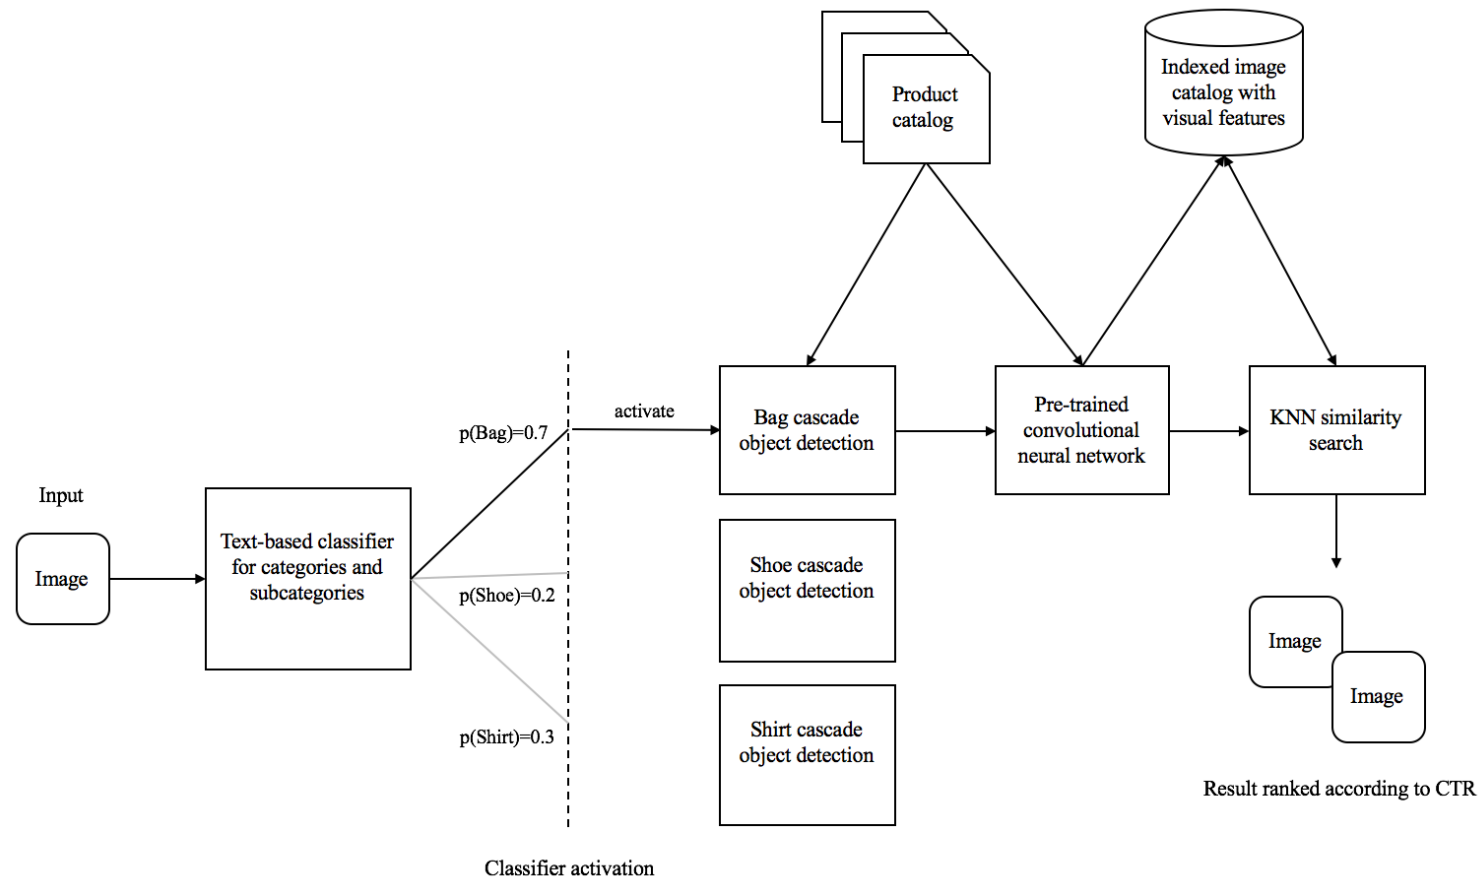 Product
catalog
Indexed image
catalog with
visual features
activate
p(Bag)=0.7
Bag cascade
object detection
Pre-trained
convolutional
neural network
KNN similarity
search
Input
Image
Text-based classifier
for categories and
subcategories
p(Shoe)=0.2
Shoe cascade
object detection
p(Shirt)=0.3
Shirt cascade
object detection
Image
Image
Result ranked according to CTR
Classifier activation